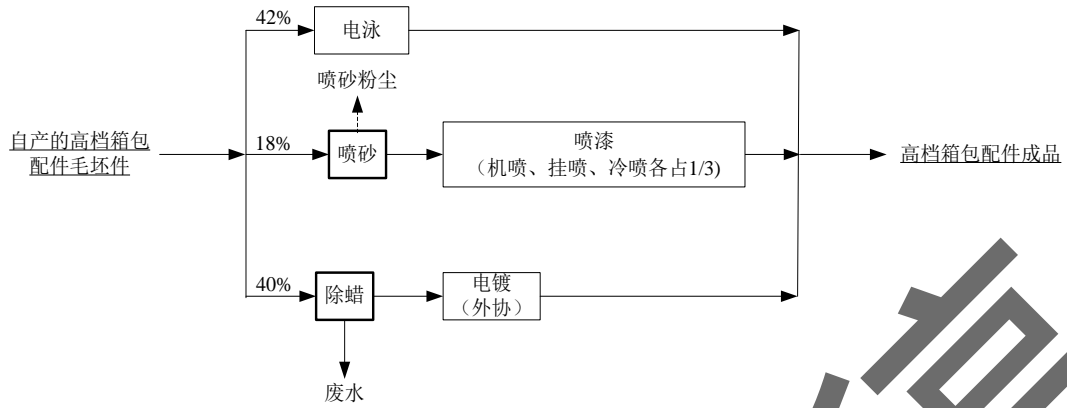 42%
电泳
喷砂粉尘
自产的高档箱包
配件毛坯件
18%
喷砂
喷漆
（机喷、挂喷、冷喷各占1/3)
高档箱包配件成品
40%
除蜡
电镀
（外协）
废水